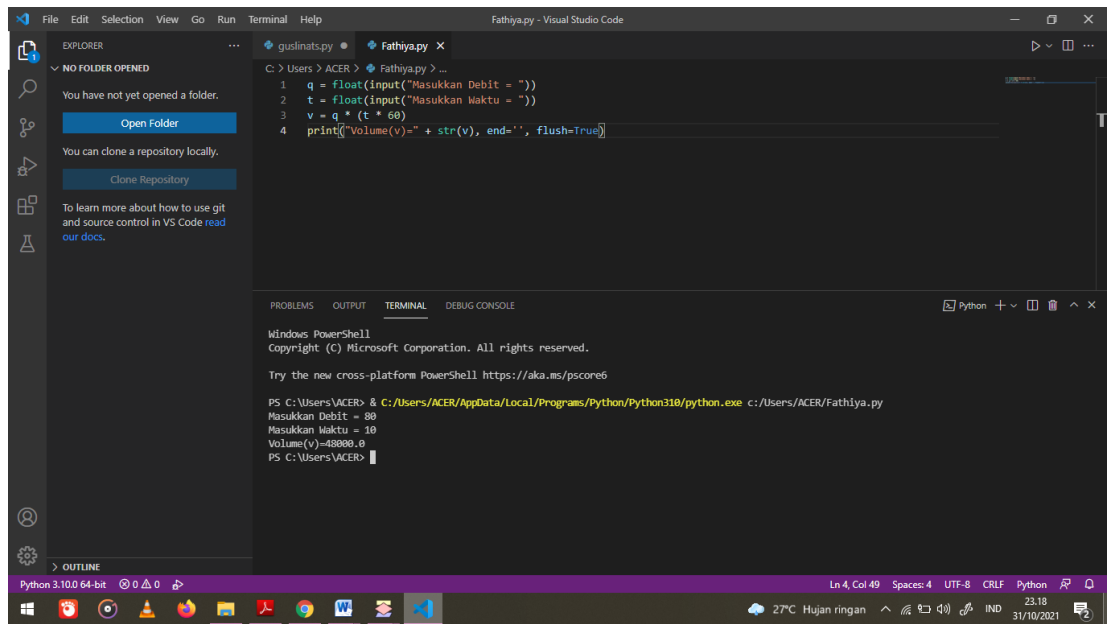 File Edit Selection View Go Run Terminal Help
Fathiya.py - Visual Studio Code
EXPLORER
NO FOLDER OPENED
You have not yet opened a folder.
Open Folder
You can clone a repository locally.
Clone Repository
To learn more about how to use git
and source control in VS Code read
our docs.
OUTLINE
guslinats.py
Fathiya.py
C: > Users > ACER > Fathiya.py > ...
1 q = float(input("Masukkan Debit = "))
2 t = float(input("Masukkan Waktu = "))
3 v = q * (t * 60)
4 print("Volume(v)=" + str(v), end='', flush=True)
PROBLEMS OUTPUT TERMINAL DEBUG CONSOLE
Python
Windows PowerShell
Copyright (C) Microsoft Corporation. All rights reserved.
Try the new cross-platform PowerShell https://aka.ms/pscore6
PS C:\Users\ACER> & C:/Users/ACER/AppData/Local/Programs/Python/Python310/python.exe c:/Users/ACER/Fathiya.py
Masukkan Debit = 80
Masukkan Waktu = 10
Volume(v)=48000.0
PS C:\Users\ACER>
Python 3.10.0 64-bit 0 0
Ln 4, Col 49 Spaces: 4 UTF-8 CRLF Python
27°C Hujan ringan
IND
23.18
31/10/2021
2